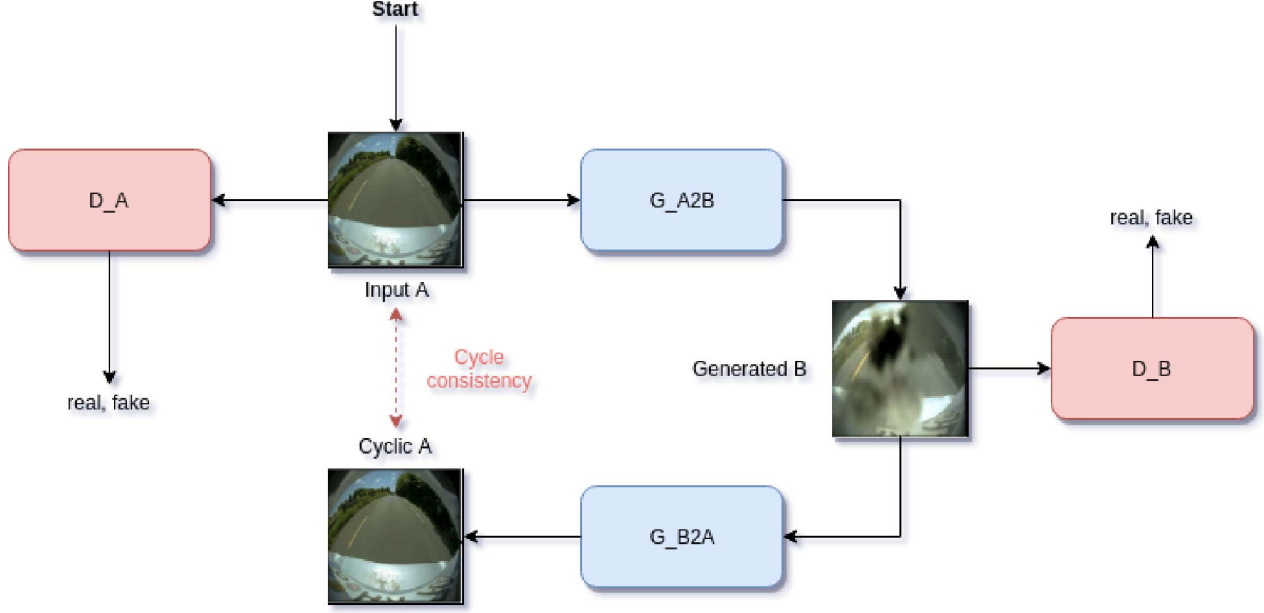 Start
D_A
G_A2B
real, fake
Input A
Cycle
consistency
Generated B
D_B
real, fake
Cyclic A
G_B2A